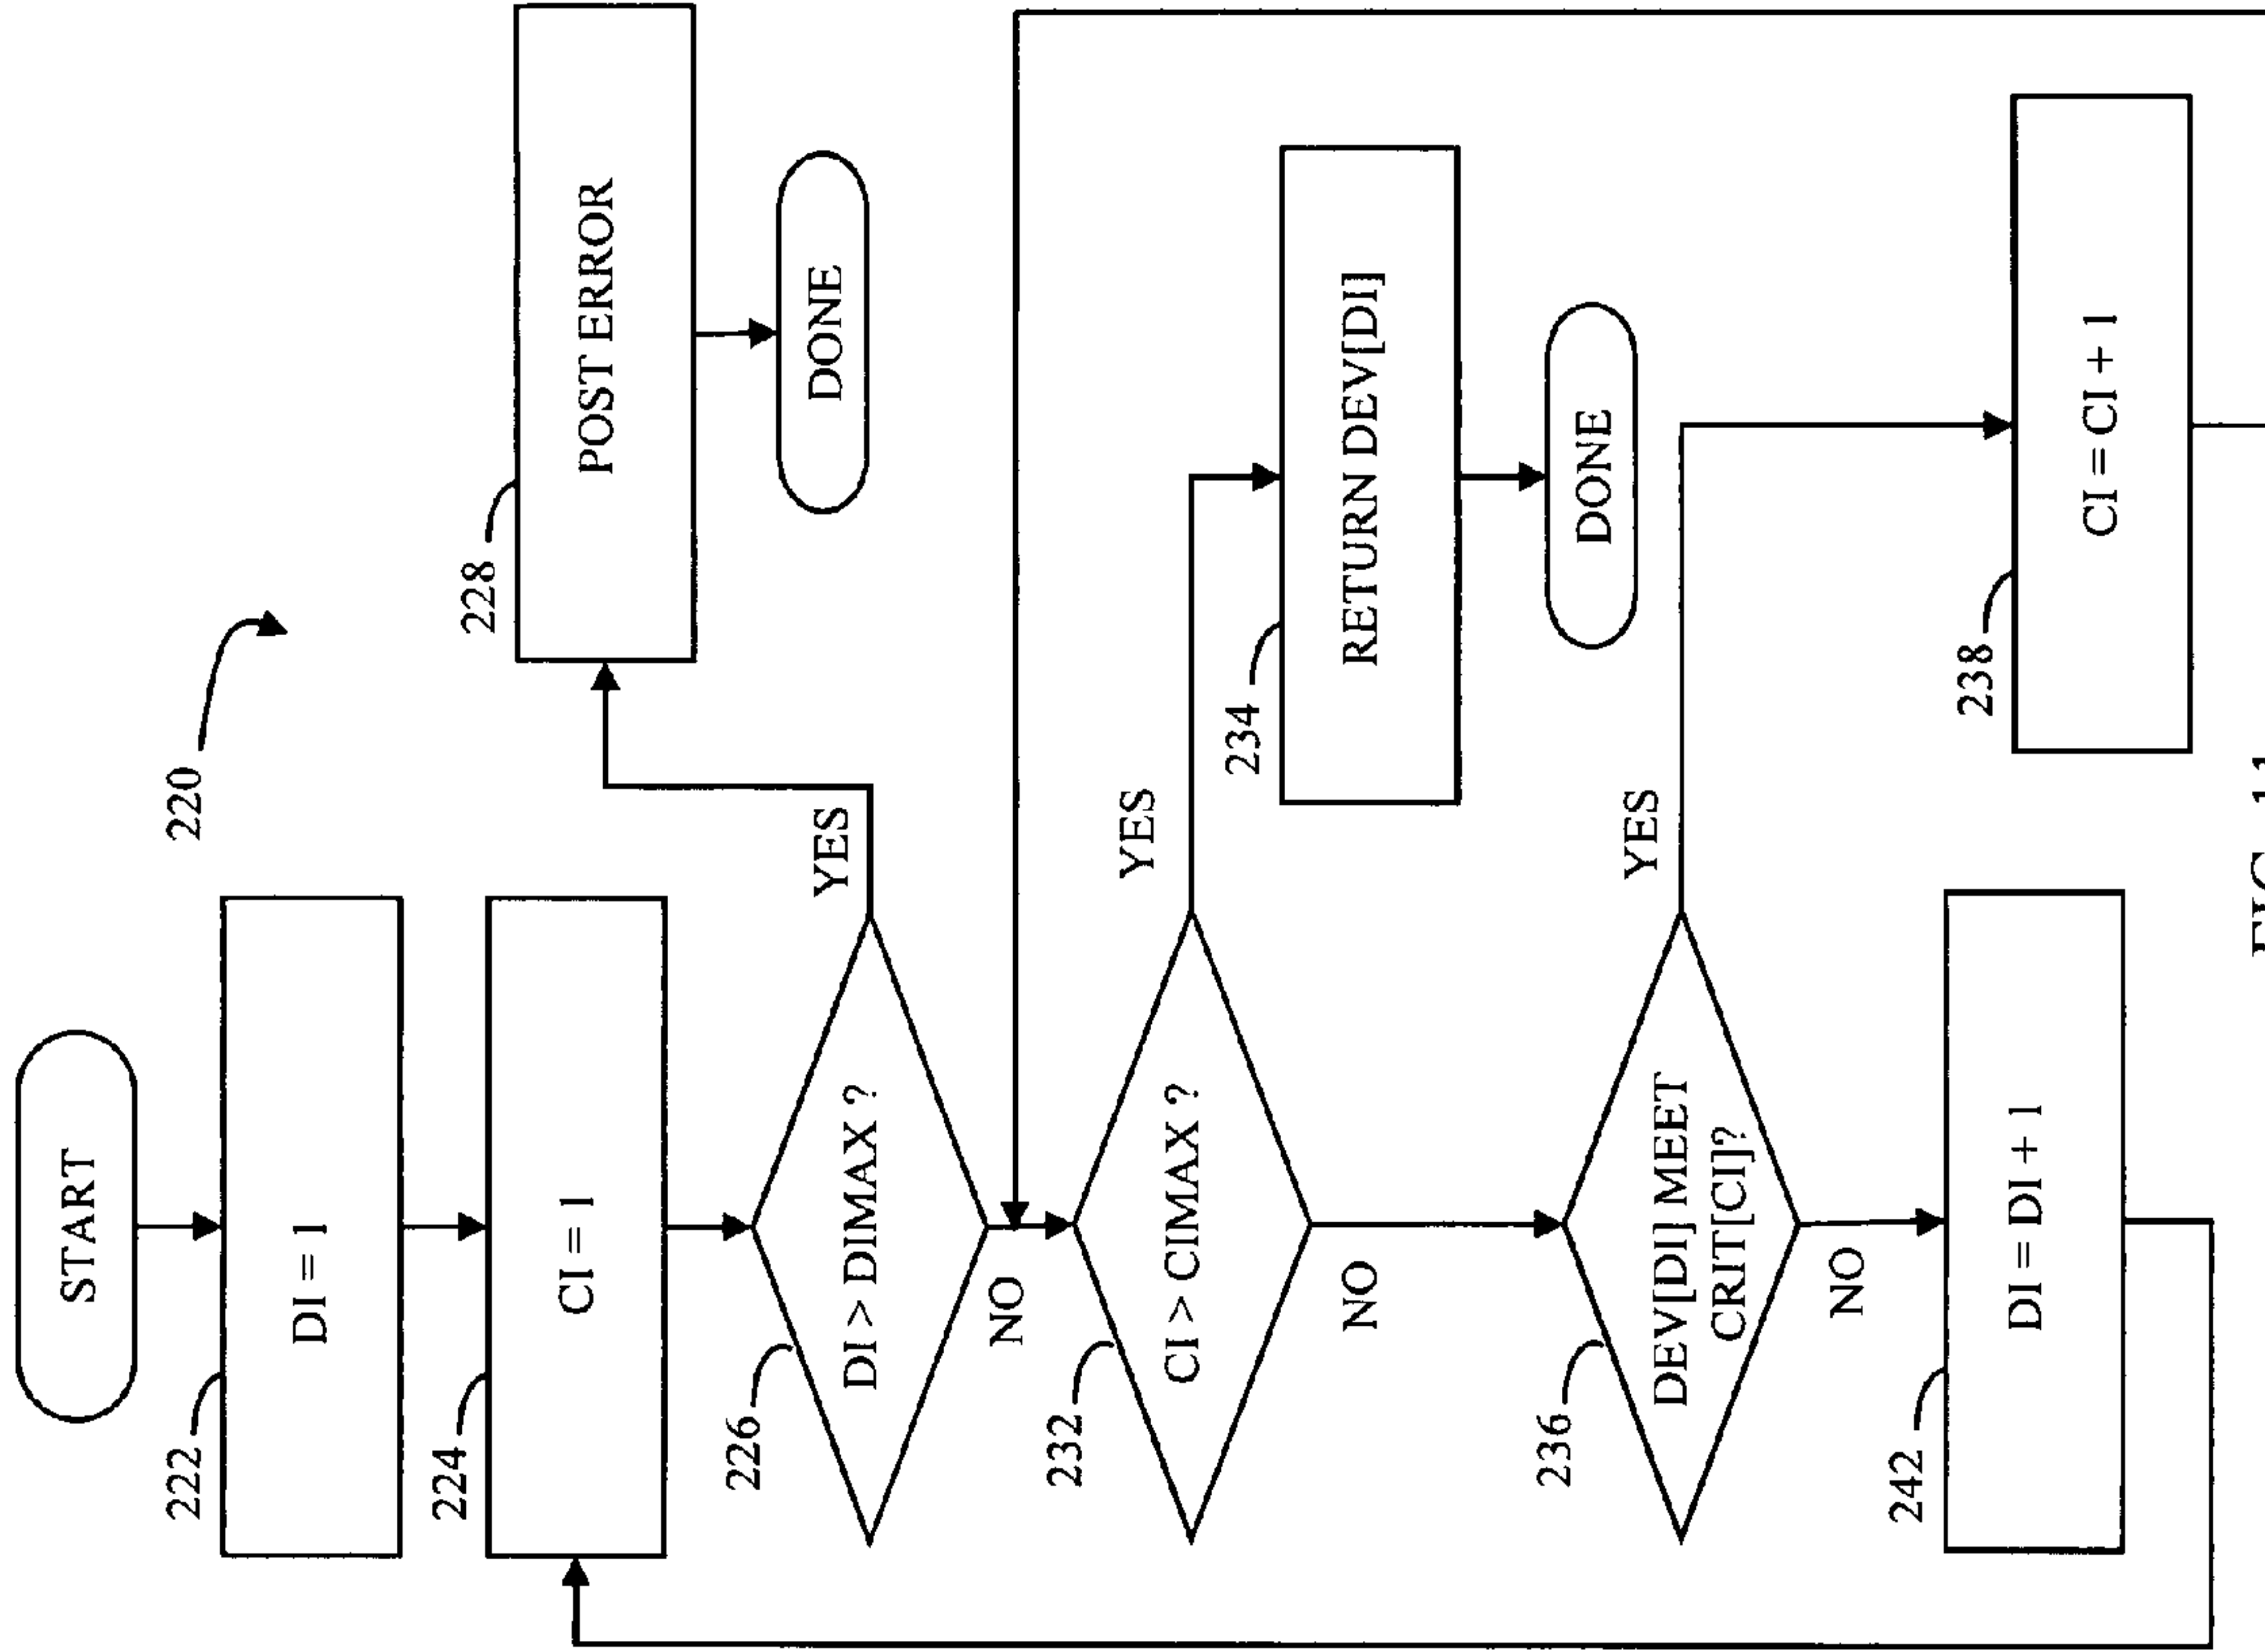 220
START
222
DI = 1
224
CI = 1
226
DI > DIMAX ?
YES
228
POST ERROR
DONE
NO
232
CI > CIMAX ?
YES
234
RETURN DEV[DI]
DONE
NO
236
DEV[DI] MEET
CRIT[CI]?
YES
238
CI = CI + 1
NO
242
DI = DI + 1